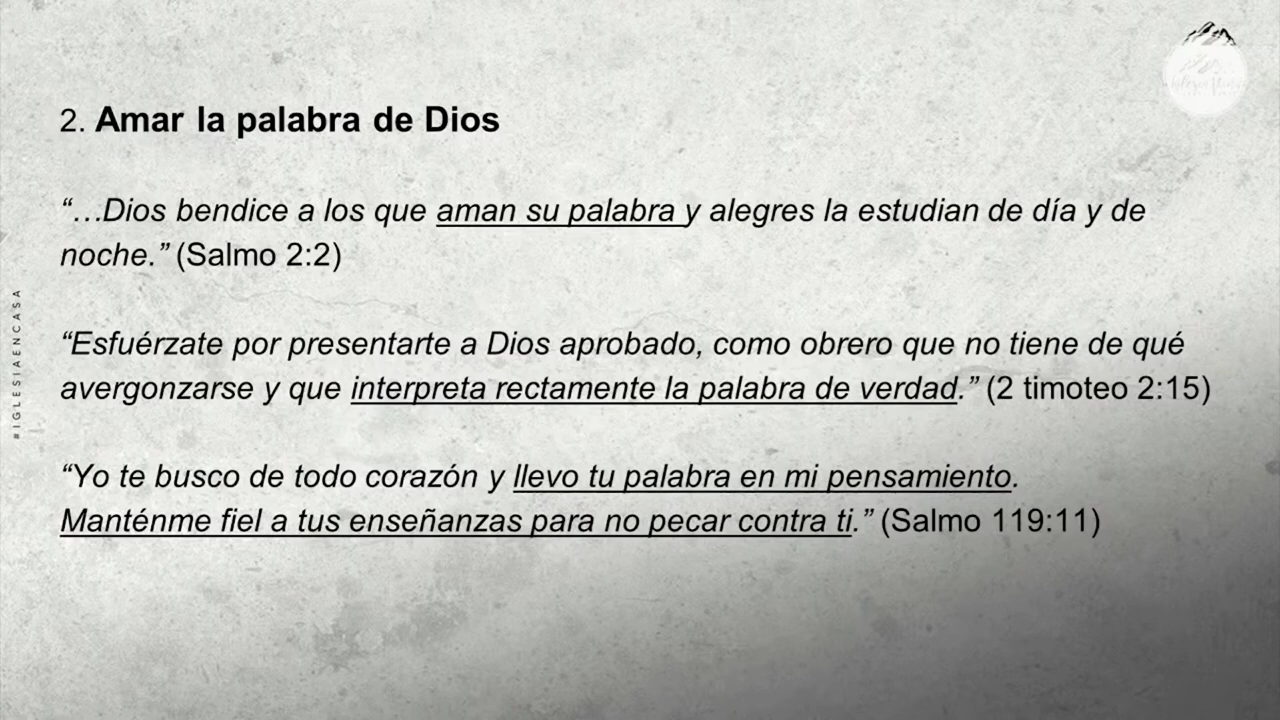 2. Amar la palabra de Dios
“…Dios bendice a los que aman su palabra y alegres la estudian de día y de
noche.” (Salmo 2:2)
“Esfuérzate por presentarte a Dios aprobado, como obrero que no tiene de qué
avergonzarse y que interpreta rectamente la palabra de verdad.” (2 timoteo 2:15)
“Yo te busco de todo corazón y llevo tu palabra en mi pensamiento.
Manténme fiel a tus enseñanzas para no pecar contra ti.” (Salmo 119:11)
#IGLESIAENCASA